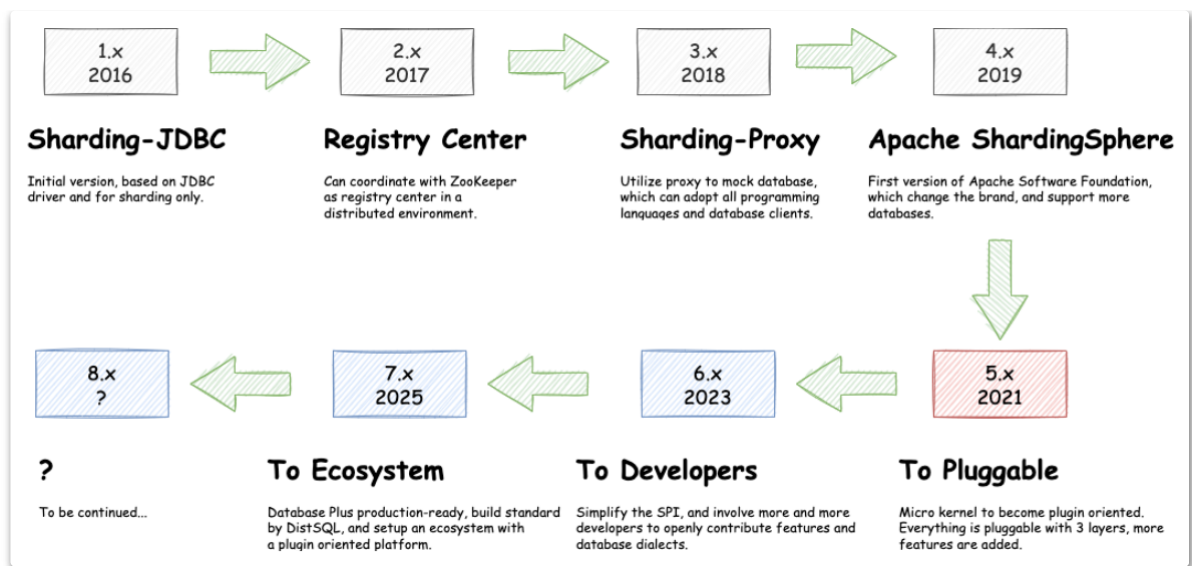 1.x
2016
2.x
2017
3.x
2018
4.x
2019
Sharding-JDBC
Initial version, based on JDBC
driver and for sharding only.
Registry Center
Can coordinate with ZooKeeper
as registry center in a
distributed environment.
Sharding-Proxy
Utilize proxy to mock database,
which can adopt all programming
languages and database clients.
Apache ShardingSphere
First version of Apache Software Foundation,
which change the brand, and support more
databases.
8.x
?
7.x
2025
6.x
2023
5.x
2021
?
To be continued...
To Ecosystem
Database Plus production-ready, build standard
by DistSQL, and setup an ecosystem with
a plugin oriented platform.
To Developers
Simplify the SPI, and involve more and more
developers to openly contribute features and
database dialects.
To Pluggable
Micro kernel to become plugin oriented.
Everything is pluggable with 3 layers, more
features are added.